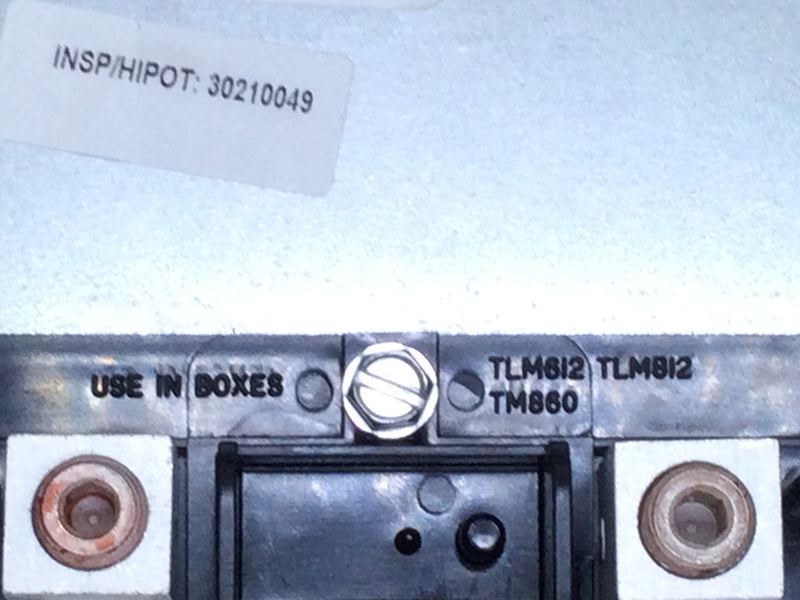 INSP/HIPOT: 30210049
USE IN BOXES
TLM612 TLM812
TM860